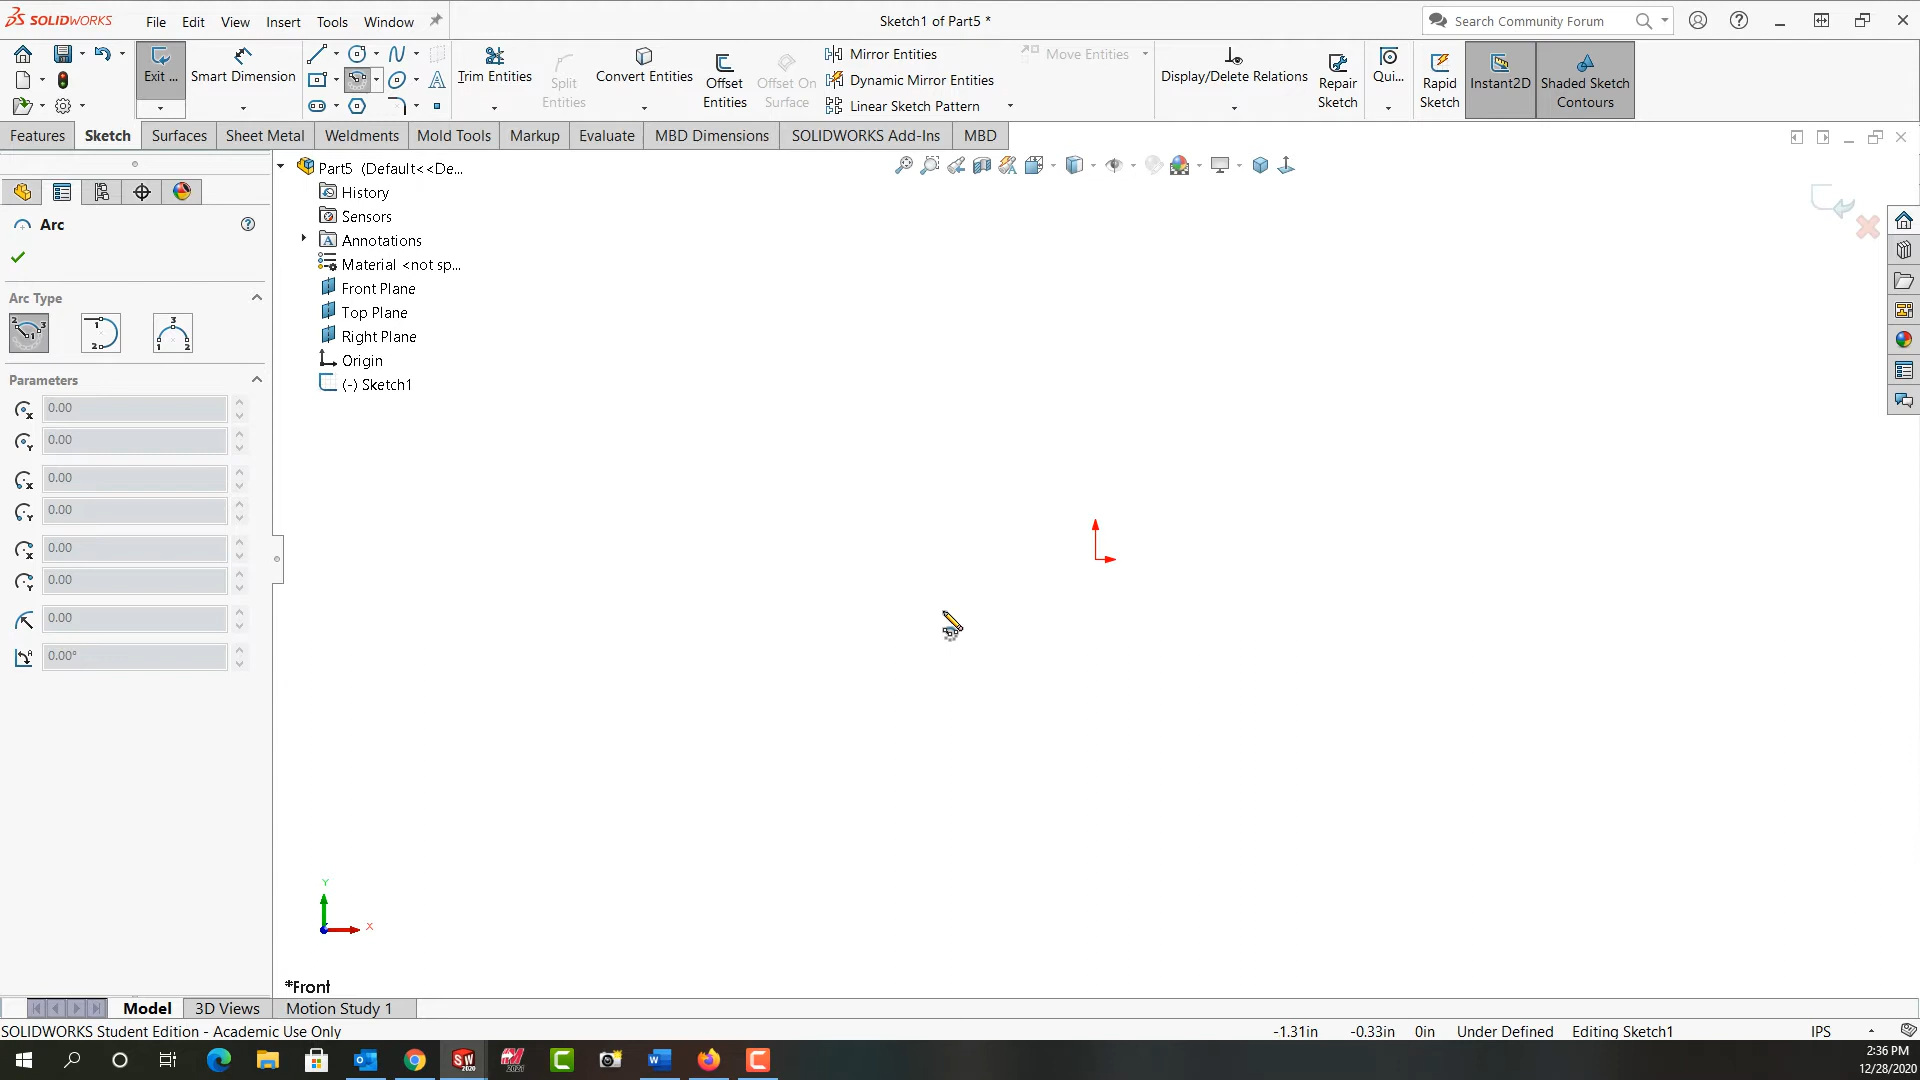 SOLIDWORKS File Edit View Insert Tools Window Sketch1 of Part5 * Search Community Forum
Exit ... Smart Dimension Trim Entities Split Entities Convert Entities Offset Entities Offset On Surface Mirror Entities Move Entities Display/Delete Relations Repair Sketch Qui... Rapid Sketch Instant2D Shaded Sketch Contours
Dynamic Mirror Entities
Linear Sketch Pattern
Features Sketch Surfaces Sheet Metal Weldments Mold Tools Markup Evaluate MBD Dimensions SOLIDWORKS Add-Ins MBD
Part5 (Default<<De...
History
Sensors
Annotations
Material <not sp...
Front Plane
Top Plane
Right Plane
Origin
(-) Sketch1
Arc
Arc Type
Parameters
0.00
0.00
0.00
0.00
0.00
0.00
0.00
0.00°
Y
X
*Front
Model 3D Views Motion Study 1
SOLIDWORKS Student Edition - Academic Use Only -1.31in -0.33in 0in Under Defined Editing Sketch1 IPS
2:36 PM
12/28/2020